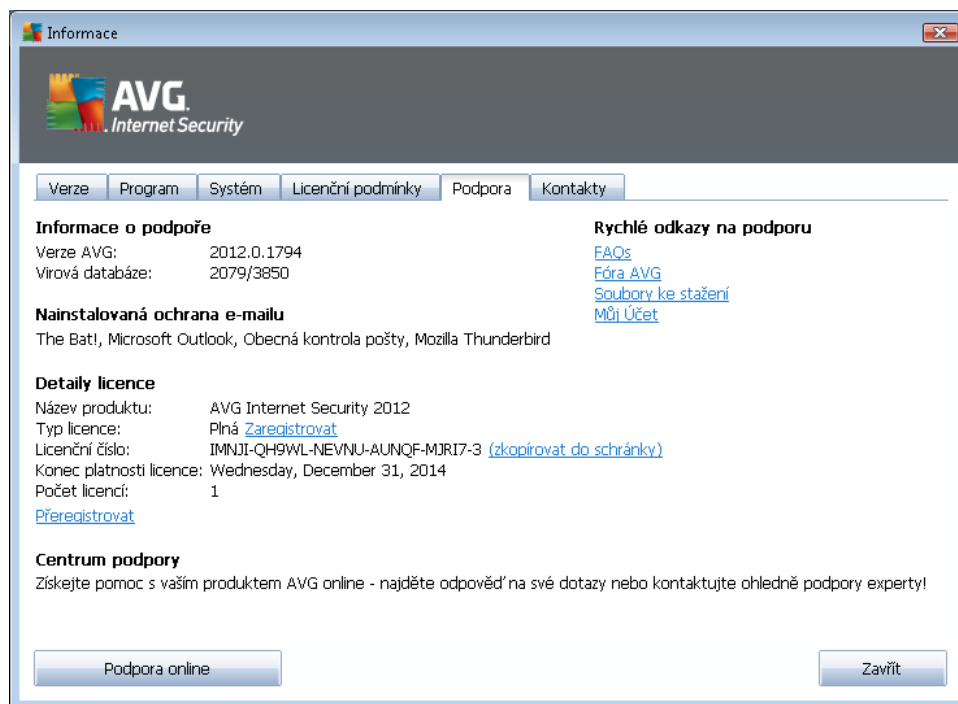 Informace
AVG.
Internet Security
Verze Program Systém Licenční podmínky Podpora Kontakty
Informace o podpoře
Verze AVG: 2012.0.1794
Virová databáze: 2079/3850
Nainstalovaná ochrana e-mailu
The Bat!, Microsoft Outlook, Obecná kontrola pošty, Mozilla Thunderbird
Detaily licence
Název produktu: AVG Internet Security 2012
Typ licence: Plná Zaregistrovat
Licenční číslo: IMNJI-QH9WL-NEVNU-AUNQF-MJRI7-3 (zkopírovat do schránky)
Konec platnosti licence: Wednesday, December 31, 2014
Počet licencí: 1
Přeregistrovat
Centrum podpory
Získejte pomoc s vaším produktem AVG online - najděte odpověď na své dotazy nebo kontaktujte ohledně podpory experty!
Rychlé odkazy na podporu
FAQs
Fóra AVG
Soubory ke stažení
Můj Účet
Podpora online
Zavřít